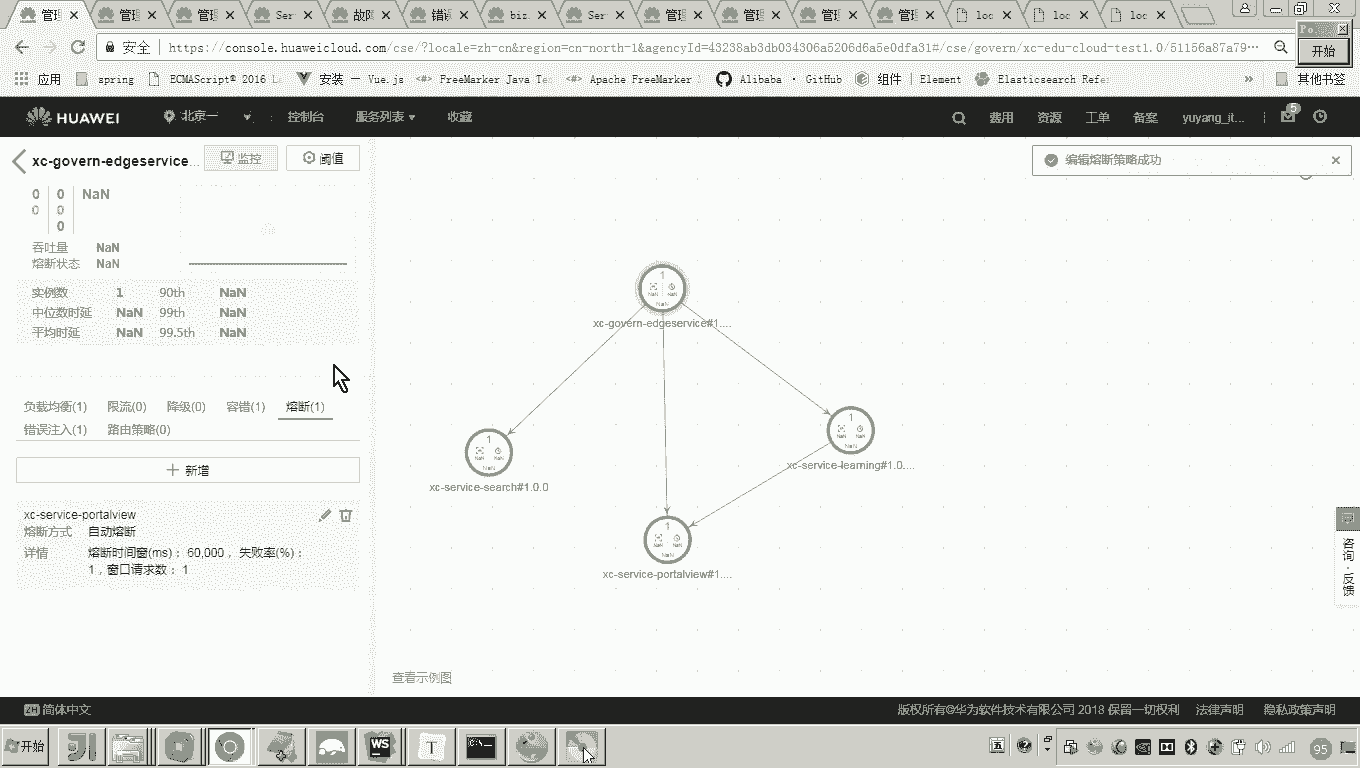 管理 管理 管理 Ser 故障 错误 biz. Ser 管理 管理 管理 管理 loc loc loc
安全 https://console.huaweicloud.com/cse/?locale=zh-cn&region=cn-north-1&agencyId=43238ab3db034306a5206d6a5e0dfa31#/cse/govern/xc-edu-cloud-test1.0/51156a87a79…
开始
应用 spring ECMAScript® 2016 L 安装 — Vue.js FreeMarker Java Te Apache FreeMarker Alibaba · GitHub 组件 | Element Elasticsearch Refe » 其他书签
HUAWEI 北京一 控制台 服务列表 收藏 费用 资源 工单 备案 yuyang_it... 5
xc-govern-edgeservice... 监控 阈值
编辑熔断策略成功
0 0 NaN
0 0
0
吞吐量 NaN
熔断状态 NaN
实例数 1 90th NaN
中位数时延 NaN 99th NaN
平均时延 NaN 99.5th NaN
负载均衡(1) 限流(0) 降级(0) 容错(1) 熔断(1)
错误注入(1) 路由策略(0)
新增
xc-service-portalview
熔断方式 自动熔断
详情 熔断时间窗(ms)： 60,000 ，失败率(%)：
1，窗口请求数： 1
1
NaN NaN
NaN
xc-govern-edgeservice#1....
1
NaN NaN
NaN
xc-service-learning#1.0....
1
NaN NaN
NaN
xc-service-search#1.0.0
1
NaN NaN
NaN
xc-service-portalview#1....
咨询·反馈
查看示例图
ZH 简体中文 版权所有©华为软件技术有限公司 2018 保留一切权利 法律声明 隐私政策声明
开始 WS T 95